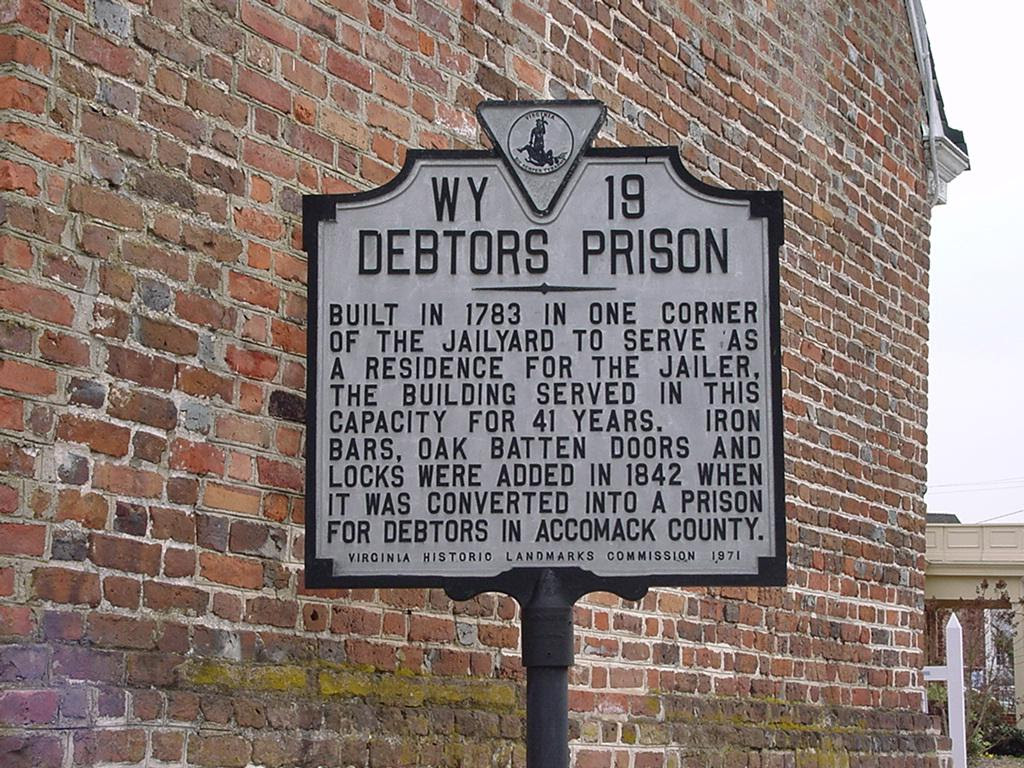 VIRGINIA
WY 19
DEBTORS PRISON
BUILT IN 1783 IN ONE CORNER
OF THE JAILYARD TO SERVE AS
A RESIDENCE FOR THE JAILER,
THE BUILDING SERVED IN THIS
CAPACITY FOR 41 YEARS. IRON
BARS, OAK BATTEN DOORS AND
LOCKS WERE ADDED IN 1842 WHEN
IT WAS CONVERTED INTO A PRISON
FOR DEBTORS IN ACCOMACK COUNTY.
VIRGINIA HISTORIC LANDMARKS COMMISSION 1971